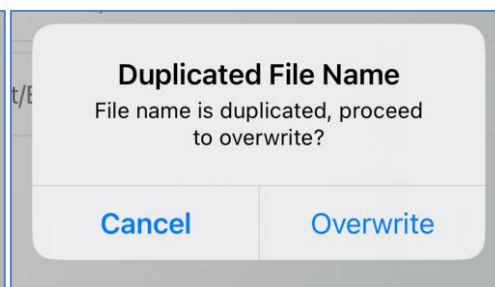 t/E
Duplicated File Name
File name is duplicated, proceed
to overwrite?
Cancel
Overwrite